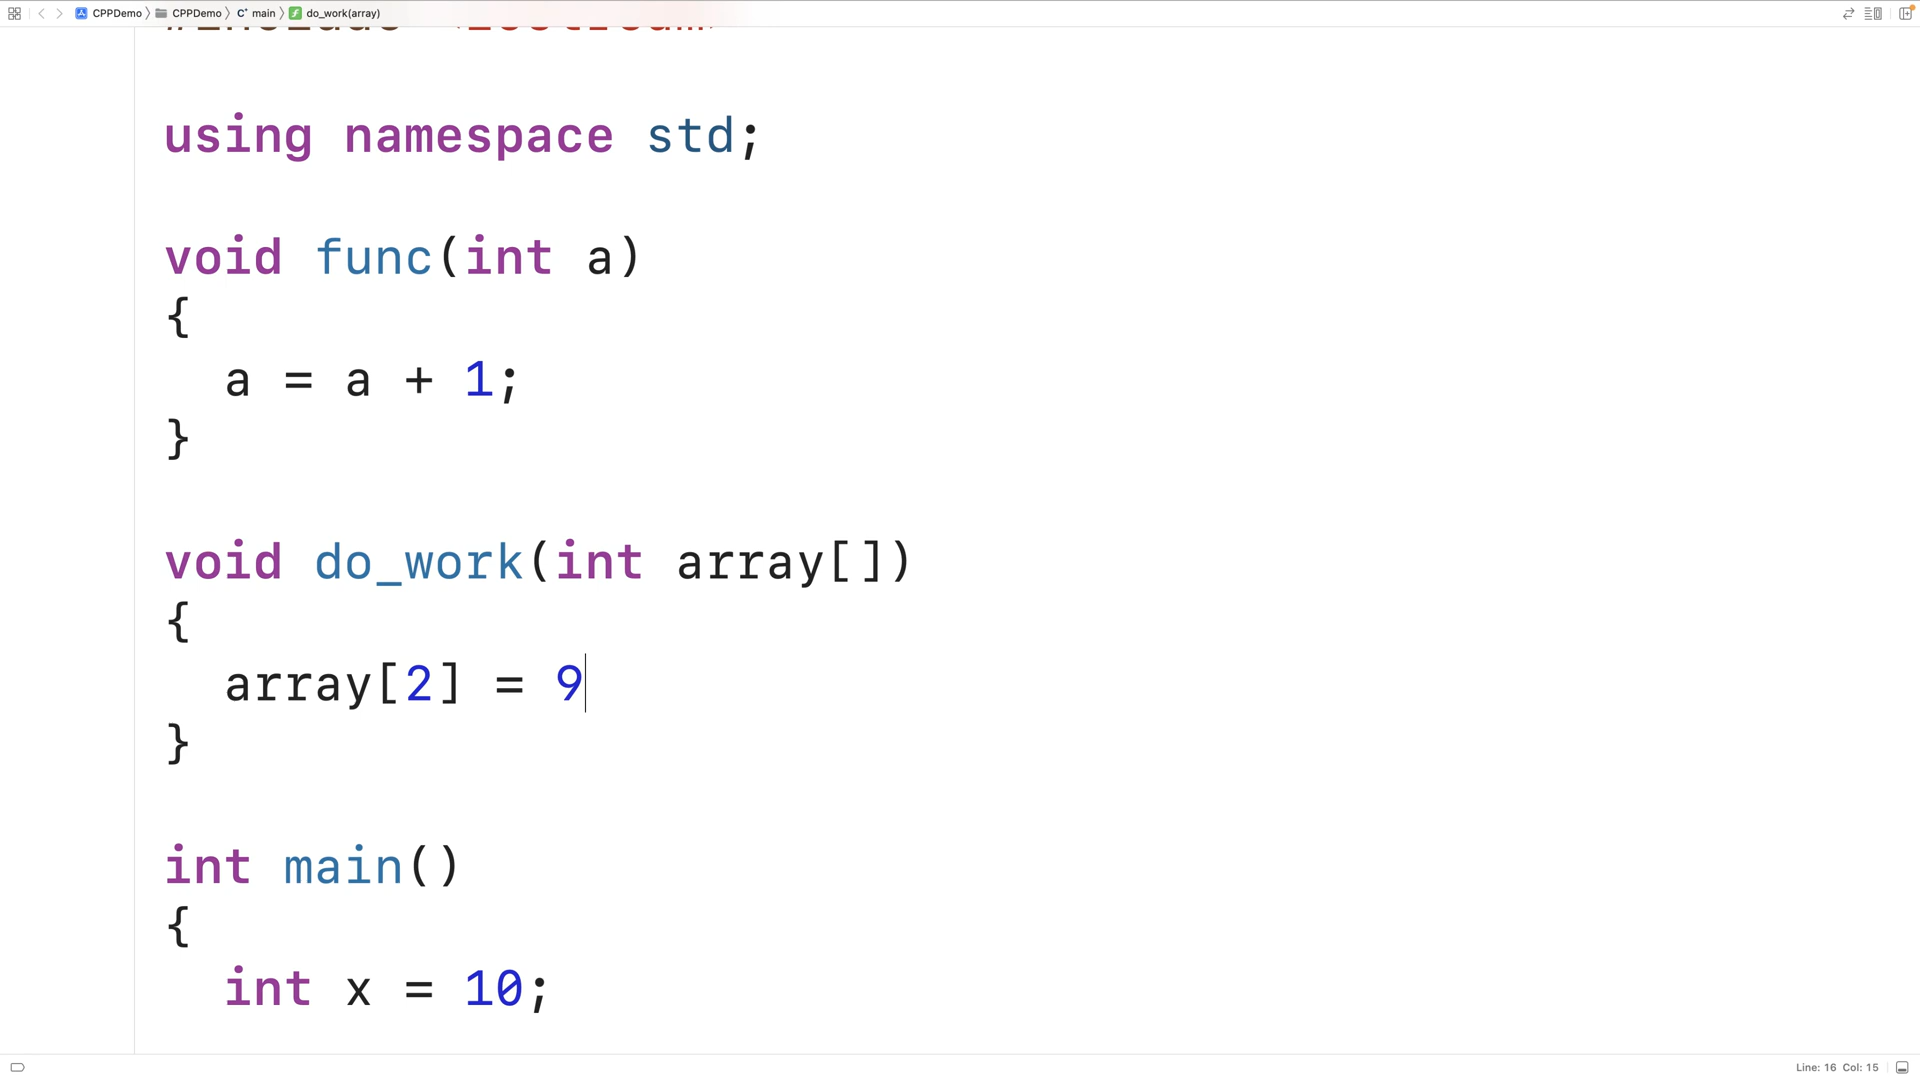 CPPDemo 〉 CPPDemo 〉 C⁺ main 〉 f do_work(array)
using namespace std;
void func(int a)
{
  a = a + 1;
}
void do_work(int array[])
{
  array[2] = 9
}
int main()
{
  int x = 10;
Line: 16 Col: 15